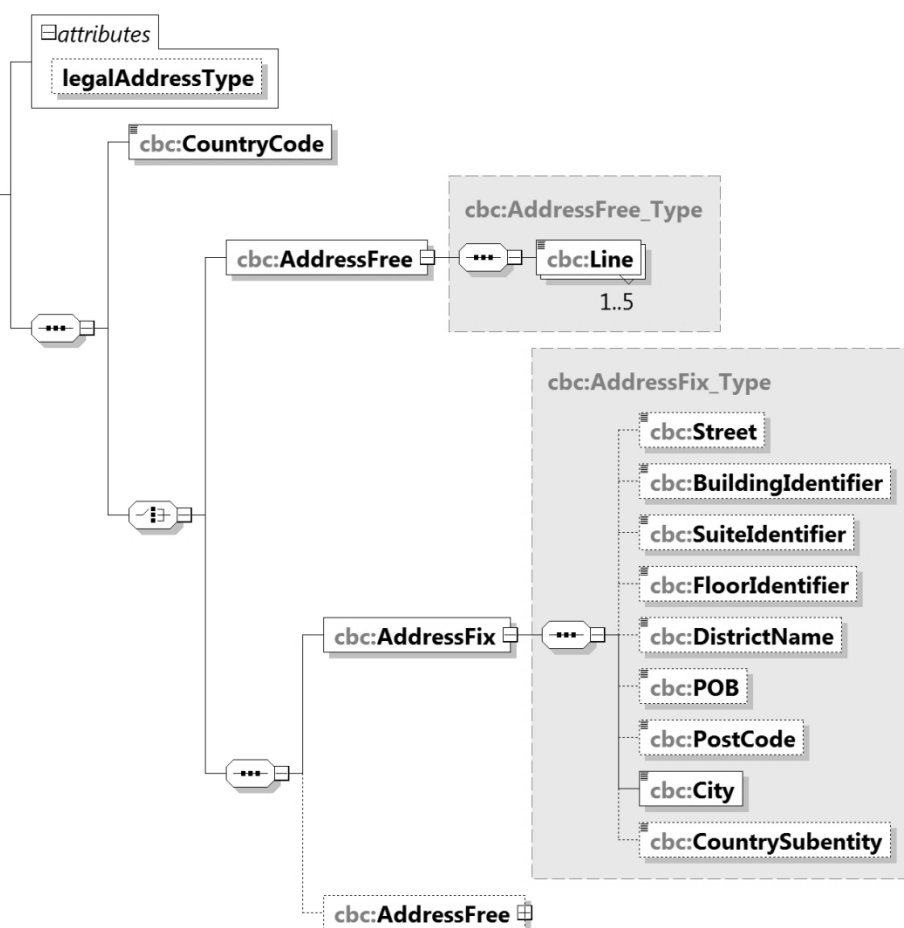 attributes
legalAddressType
cbc:CountryCode
cbc:AddressFree_Type
cbc:AddressFree
cbc:Line
1..5
cbc:AddressFix_Type
cbc:Street
cbc:BuildingIdentifier
cbc:SuiteIdentifier
cbc:FloorIdentifier
cbc:AddressFix
cbc:DistrictName
cbc:POB
cbc:PostCode
cbc:City
cbc:CountrySubentity
cbc:AddressFree